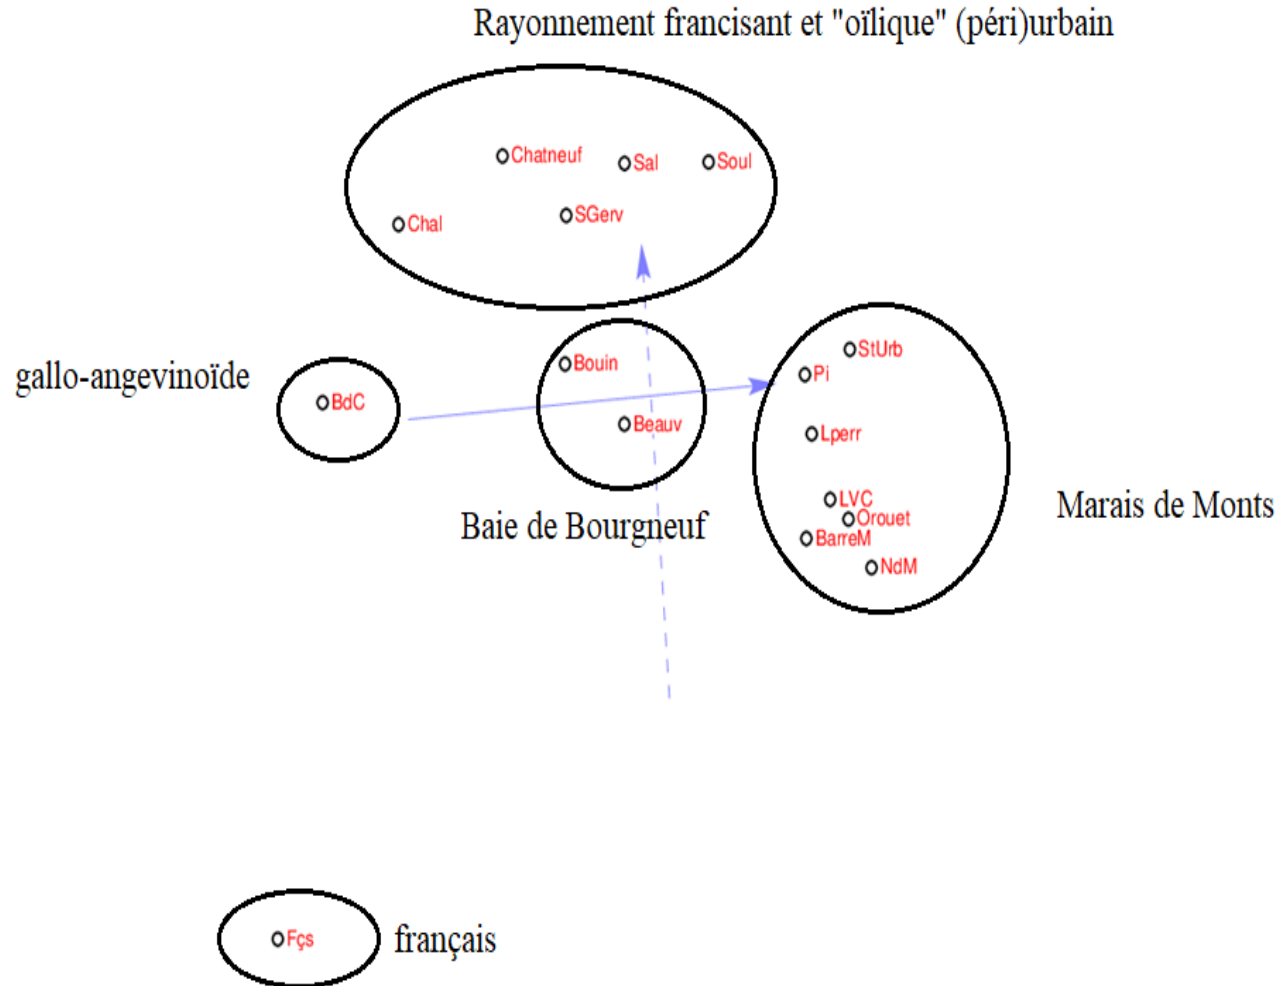 Rayonnement francisant et "oïlique" (péri)urbain
Chatneuf
Sal
Soul
SGerv
Chal
StUrb
Bouin
Pi
gallo-angevinoïde
BdC
Beauv
Lperr
LVC
Marais de Monts
Orouet
Baie de Bourgneuf
BarreM
NdM
Fçs
français